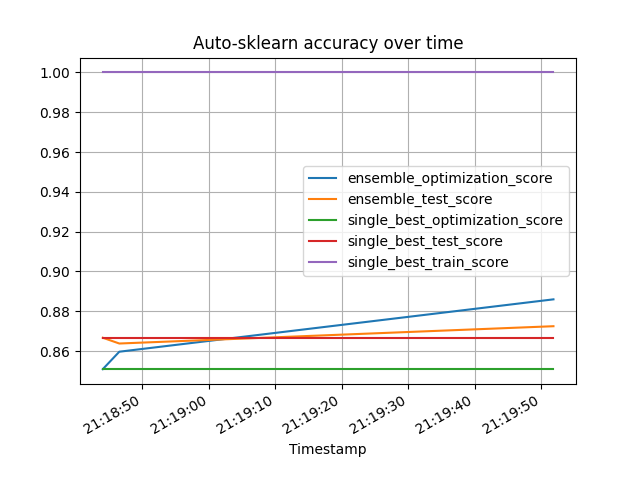 Auto-sklearn accuracy over time
1.00
0.98
0.96
0.94
0.92
0.90
0.88
0.86
ensemble_optimization_score
ensemble_test_score
single_best_optimization_score
single_best_test_score
single_best_train_score
21:18:50
21:19:00
21:19:10
21:19:20
21:19:30
21:19:40
21:19:50
Timestamp